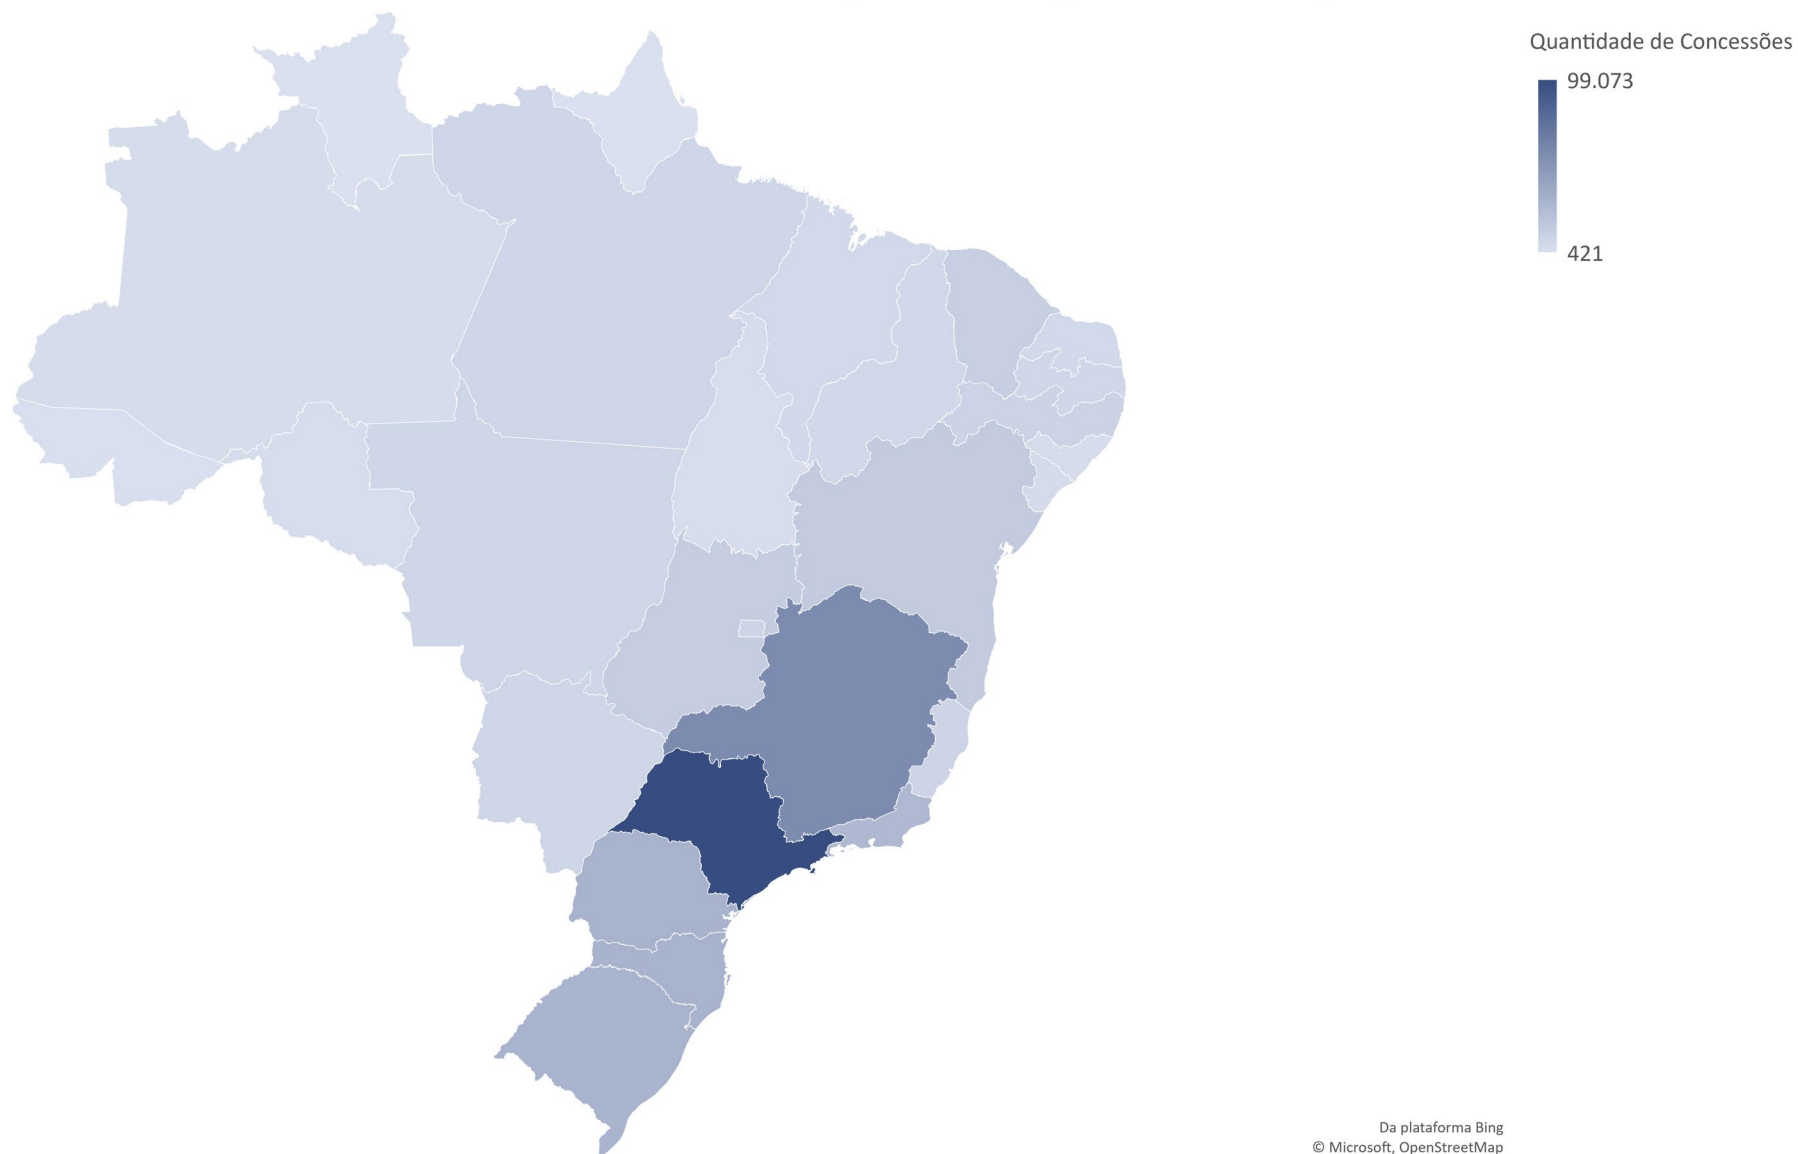 Quantidade de Concessões
99.073
421
Da plataforma Bing
© Microsoft, OpenStreetMap